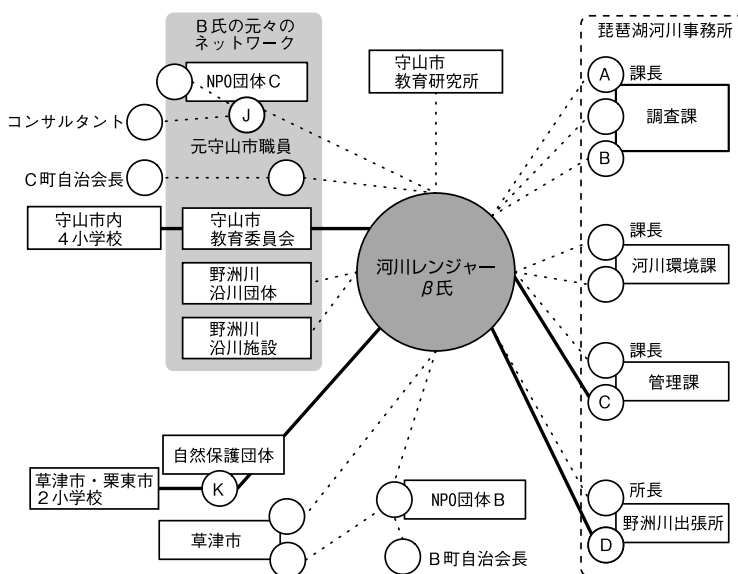 B氏の元々の
ネットワーク
NPO団体C
J
コンサルタント
元守山市職員
C町自治会長
守山市内
4小学校
守山市
教育委員会
野洲川
沿川団体
野洲川
沿川施設
守山市
教育研究所
河川レンジャー
β氏
自然保護団体
K
草津市・栗東市
2小学校
草津市
NPO団体B
B町自治会長
琵琶湖河川事務所
A
課長
調査課
B
課長
河川環境課
課長
管理課
C
所長
野洲川出張所
D